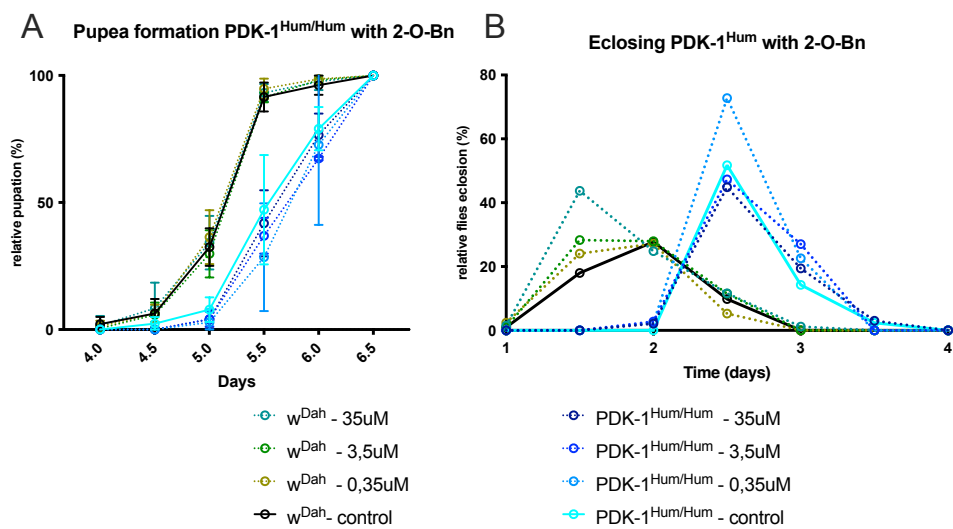 A
Pupea formation PDK-1Hum/Hum with 2-O-Bn
relative pupation (%)
100
50
0
4.0
4.5
5.0
5.5
6.0
6.5
Days
B
Eclosing PDK-1Hum with 2-O-Bn
relative flies eclosion (%)
80
60
40
20
0
1
2
3
4
Time (days)
wDah - 35uM
wDah - 3,5uM
wDah - 0,35uM
wDah- control
PDK-1Hum/Hum - 35uM
PDK-1Hum/Hum - 3,5uM
PDK-1Hum/Hum - 0,35uM
PDK-1Hum/Hum - control